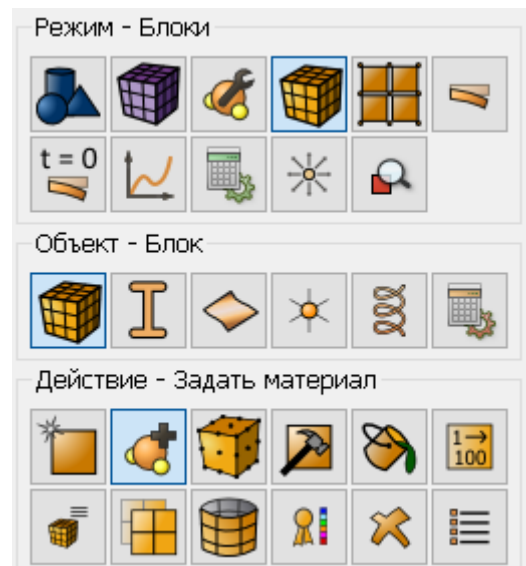 Режим - Блоки
t = 0
Объект - Блок
Действие - Задать материал
1→
100